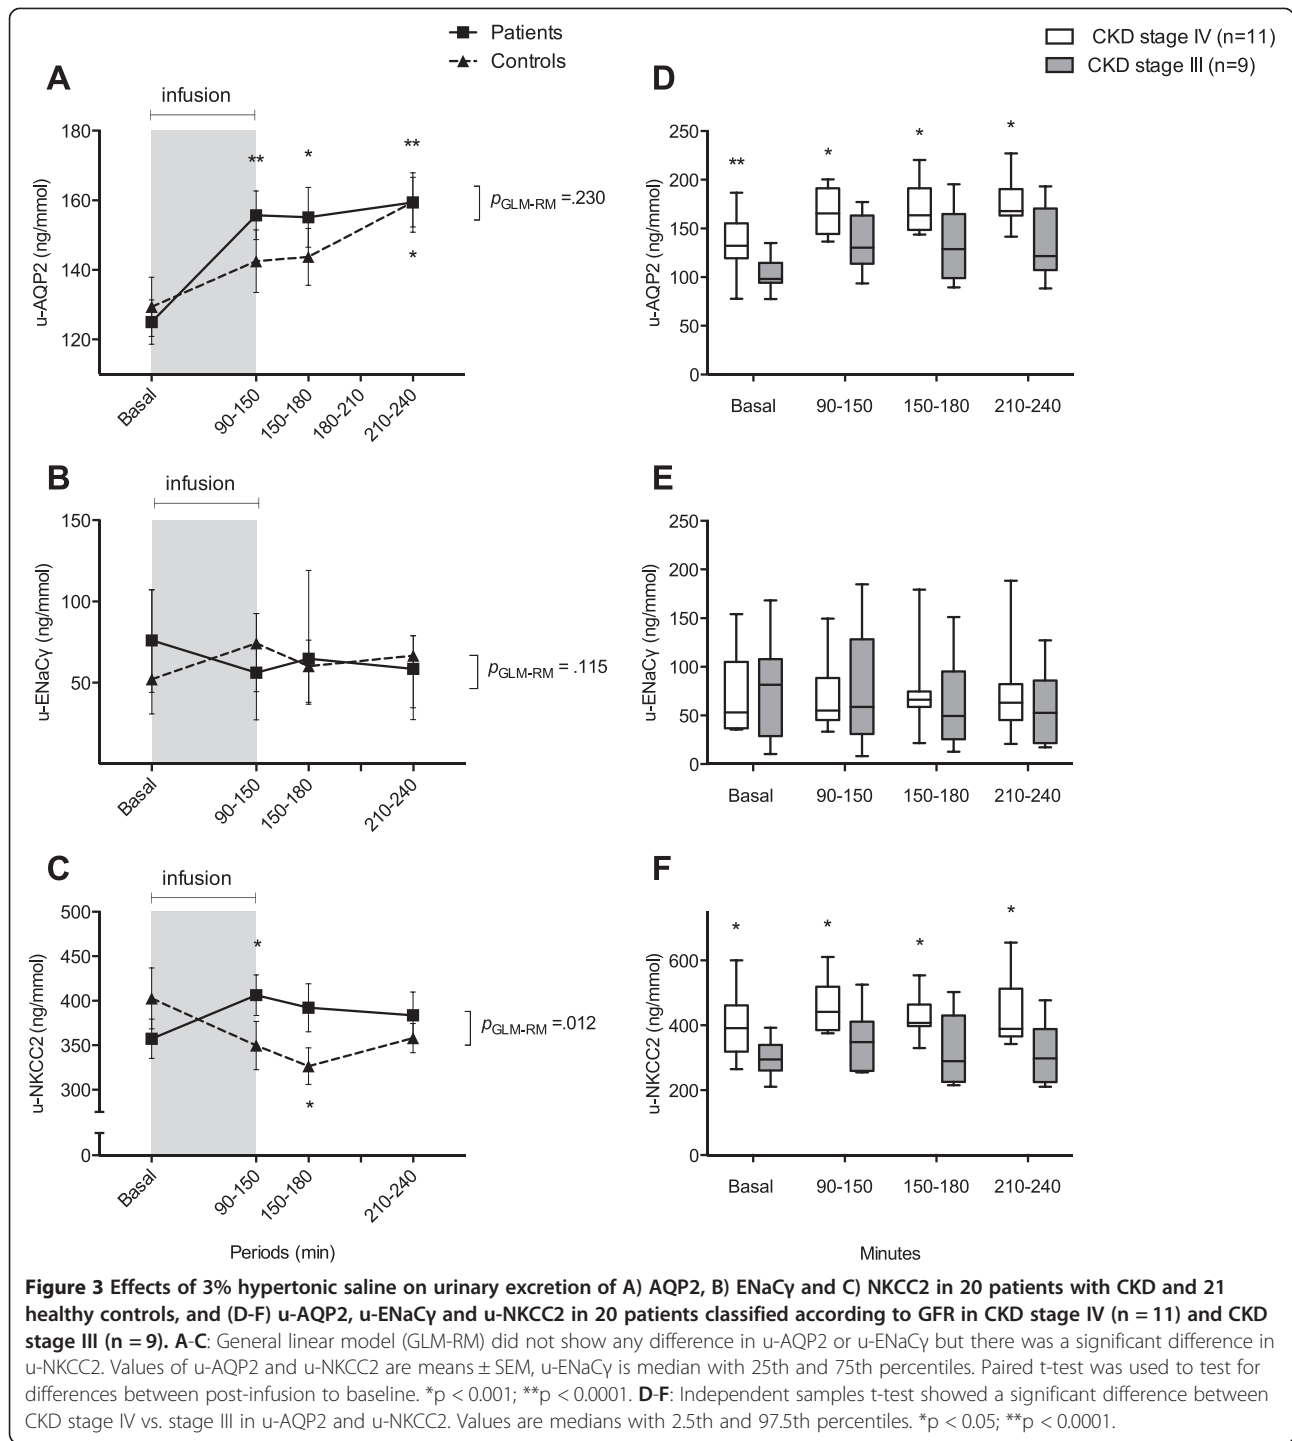 Patients
Controls
CKD stage IV (n=11)
CKD stage III (n=9)
A
infusion
180
160
140
120
u-AQP2 (ng/mmol)
**
*
**
*
pGLM-RM =.230
Basal
90-150
150-180
180-210
210-240
D
250
200
150
100
50
0
u-AQP2 (ng/mmol)
**
*
*
*
Basal
90-150
150-180
210-240
B
infusion
150
100
50
u-ENaCγ (ng/mmol)
pGLM-RM = .115
Basal
90-150
150-180
210-240
E
250
200
150
100
50
0
u-ENaCγ (ng/mmol)
Basal
90-150
150-180
210-240
C
infusion
500
450
400
350
300
0
u-NKCC2 (ng/mmol)
*
*
pGLM-RM =.012
Basal
90-150
150-180
210-240
Periods (min)
F
600
400
200
0
u-NKCC2 (ng/mmol)
*
*
*
*
Basal
90-150
150-180
210-240
Minutes
Figure 3 Effects of 3% hypertonic saline on urinary excretion of A) AQP2, B) ENaCγ and C) NKCC2 in 20 patients with CKD and 21
healthy controls, and (D-F) u-AQP2, u-ENaCγ and u-NKCC2 in 20 patients classified according to GFR in CKD stage IV (n = 11) and CKD
stage III (n = 9). A-C: General linear model (GLM-RM) did not show any difference in u-AQP2 or u-ENaCγ but there was a significant difference in
u-NKCC2. Values of u-AQP2 and u-NKCC2 are means ± SEM, u-ENaCγ is median with 25th and 75th percentiles. Paired t-test was used to test for
differences between post-infusion to baseline. *p < 0.001; **p < 0.0001. D-F: Independent samples t-test showed a significant difference between
CKD stage IV vs. stage III in u-AQP2 and u-NKCC2. Values are medians with 2.5th and 97.5th percentiles. *p < 0.05; **p < 0.0001.